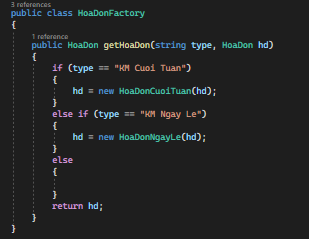 3 references
public class HoaDonFactory
{
1 reference
public HoaDon getHoaDon(string type, HoaDon hd)
{
if (type == "KM Cuoi Tuan")
{
hd = new HoaDonCuoiTuan(hd);
}
else if (type == "KM Ngay Le")
{
hd = new HoaDonNgayLe(hd);
}
else
{
}
return hd;
}
}